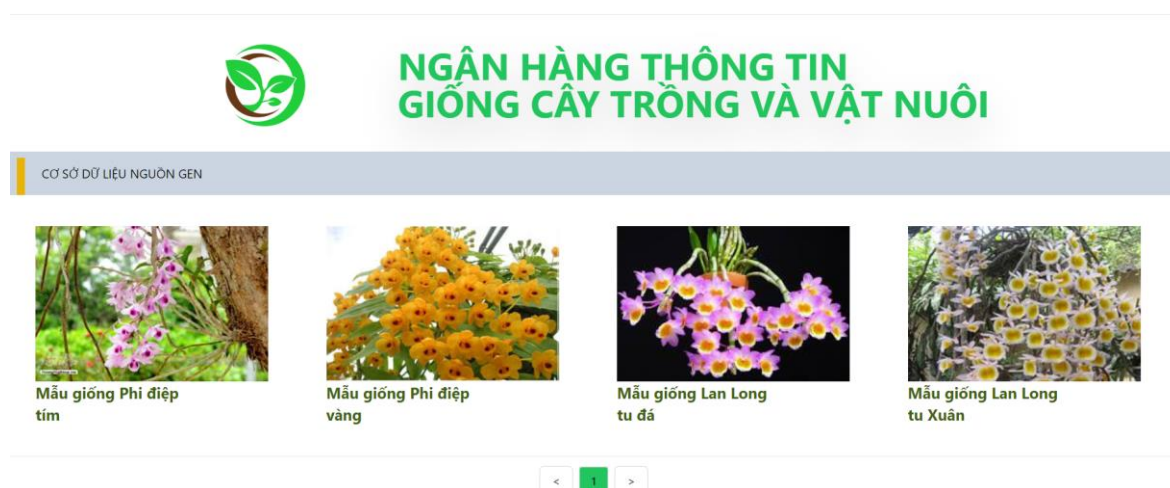 NGÂN HÀNG THÔNG TIN
GIỐNG CÂY TRỒNG VÀ VẬT NUÔI
CƠ SỞ DỮ LIỆU NGUỒN GEN
Mẫu giống Phi điệp
tím
Mẫu giống Phi điệp
vàng
Mẫu giống Lan Long
tu đá
Mẫu giống Lan Long
tu Xuân
< 1 >